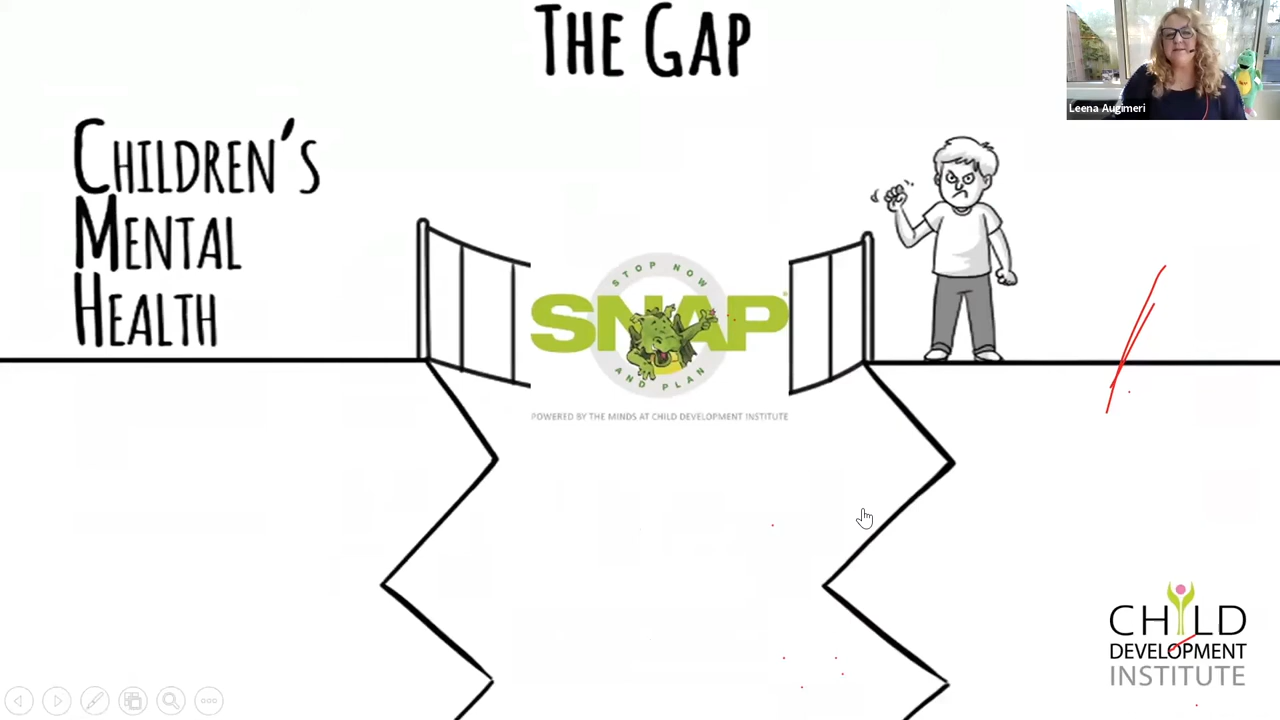 THE GAP
Leena Augimeri
CHILDREN'S
MENTAL
HEALTH
STOP NOW
SNAP®
AND PLAN
POWERED BY THE MINDS AT CHILD DEVELOPMENT INSTITUTE
CHILD
DEVELOPMENT
INSTITUTE